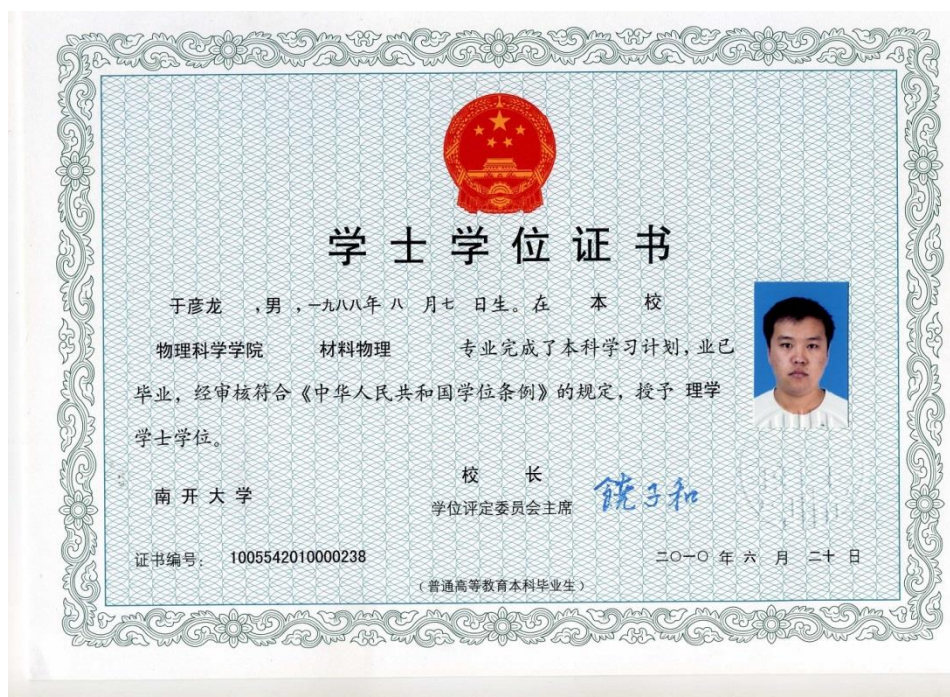 学士学位证书
于彦龙 ，男，一九八八年 八 月七 日生。在 本 校
物理科学学院 材料物理 专业完成了本科学习计划，业已
毕业，经审核符合《中华人民共和国学位条例》的规定，授予 理学
学士学位。
南开大学
校 长
学位评定委员会主席
饶子和
证书编号： 1005542010000238
二〇一〇 年 六 月 二十 日
（普通高等教育本科毕业生）